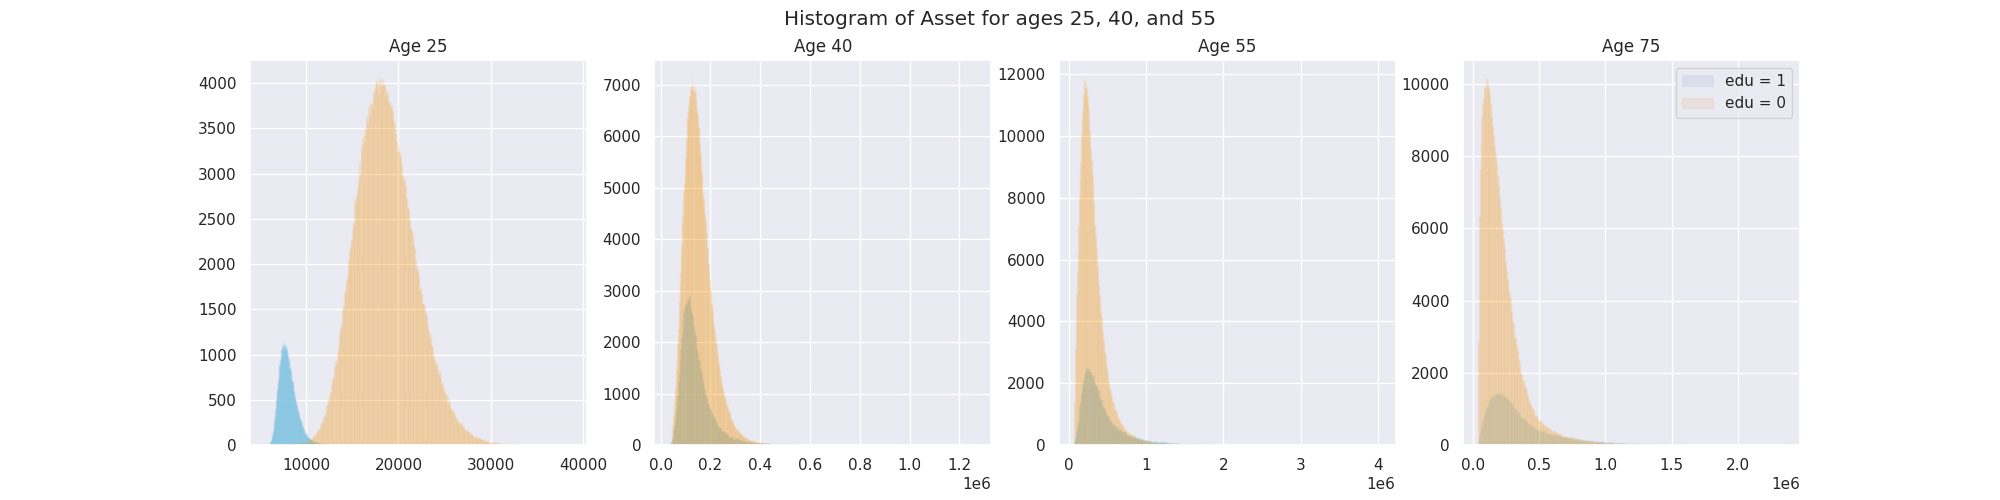 Histogram of Asset for ages 25, 40, and 55
Age 25
4000
3500
3000
2500
2000
1500
1000
500
0
10000 20000 30000 40000
Age 40
7000
6000
5000
4000
3000
2000
1000
0
0.0 0.2 0.4 0.6 0.8 1.0 1.2
1e6
Age 55
12000
10000
8000
6000
4000
2000
0
0 1 2 3 4
1e6
Age 75
10000
8000
6000
4000
2000
0
0.0 0.5 1.0 1.5 2.0
1e6
edu = 1
edu = 0